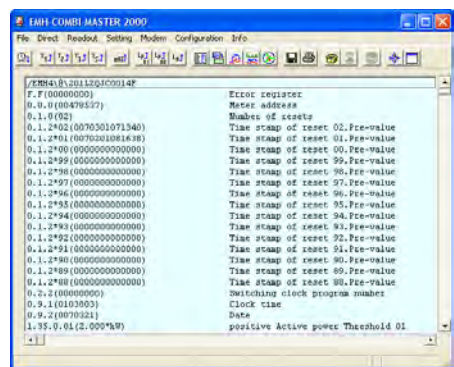 EMH-COMBI MASTER 2000
File Direct Readout Setting Modem Configuration Info
F.F(00000000) Error register
0.0.0(00478537) Meter address
0.1.0(02) Number of resets
0.1.2*02(0070301071340) Time stamp of reset 02.Pre-value
0.1.2*01(0070201081638) Time stamp of reset 01.Pre-value
0.1.2*00(0000000000000) Time stamp of reset 00.Pre-value
0.1.2*99(0000000000000) Time stamp of reset 99.Pre-value
0.1.2*98(0000000000000) Time stamp of reset 98.Pre-value
0.1.2*97(0000000000000) Time stamp of reset 97.Pre-value
0.1.2*96(0000000000000) Time stamp of reset 96.Pre-value
0.1.2*95(0000000000000) Time stamp of reset 95.Pre-value
0.1.2*94(0000000000000) Time stamp of reset 94.Pre-value
0.1.2*93(0000000000000) Time stamp of reset 93.Pre-value
0.1.2*92(0000000000000) Time stamp of reset 92.Pre-value
0.1.2*91(0000000000000) Time stamp of reset 91.Pre-value
0.1.2*90(0000000000000) Time stamp of reset 90.Pre-value
0.1.2*89(0000000000000) Time stamp of reset 89.Pre-value
0.1.2*88(0000000000000) Time stamp of reset 88.Pre-value
0.2.2(00000000) Switching clock program number
0.9.1(0103803) Clock time
0.9.2(0070321) Date
1.35.0.01(2.000*kW) positive Active power Threshold 01